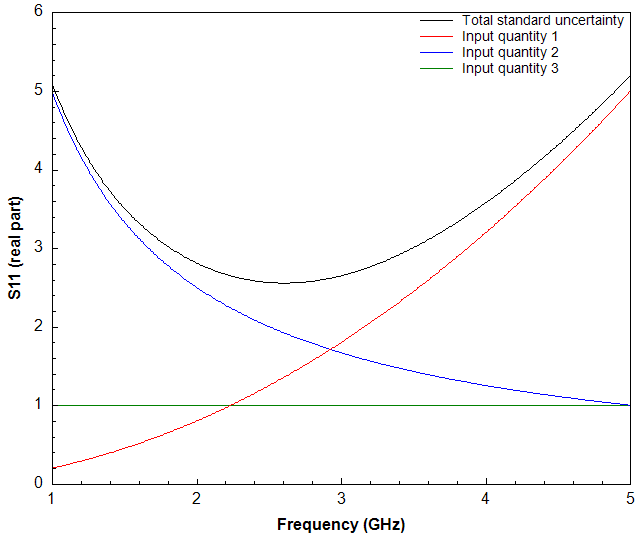 6
5
4
3
2
1
0
1 2 3 4 5
S11 (real part)
Frequency (GHz)
Total standard uncertainty
Input quantity 1
Input quantity 2
Input quantity 3